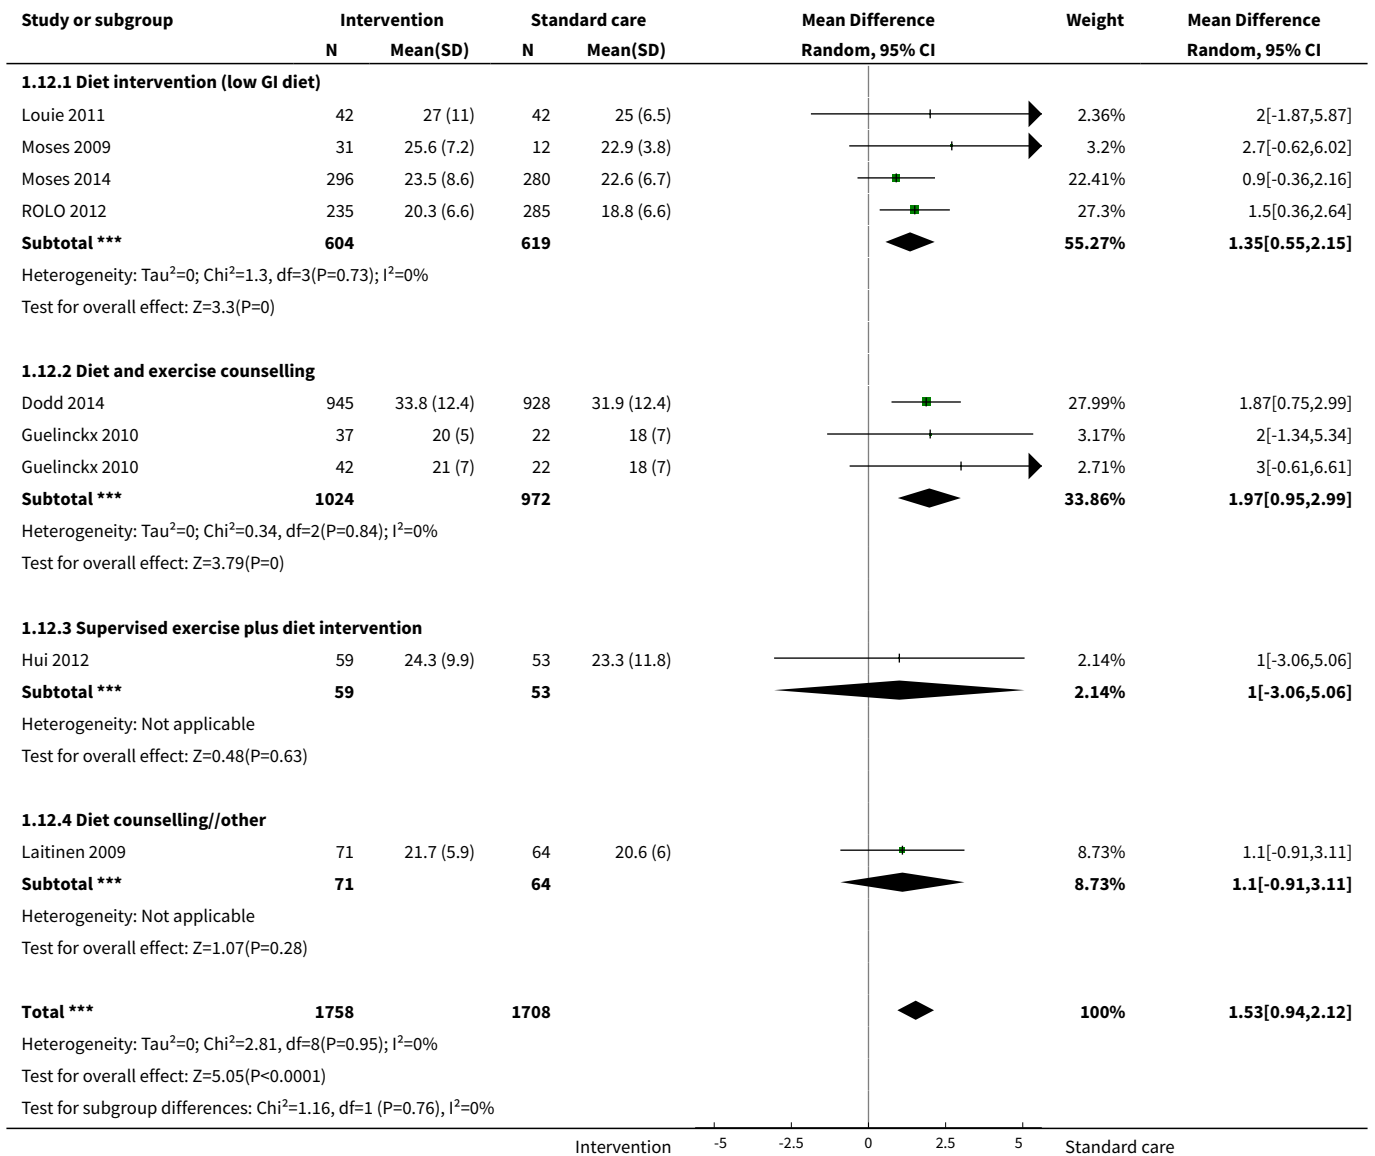 Study or subgroup Intervention Standard care Mean Difference Weight Mean Difference
N Mean(SD) N Mean(SD) Random, 95% CI Random, 95% CI
1.12.1 Diet intervention (low GI diet)
Louie 2011 42 27 (11) 42 25 (6.5) 2.36% 2[-1.87,5.87]
Moses 2009 31 25.6 (7.2) 12 22.9 (3.8) 3.2% 2.7[-0.62,6.02]
Moses 2014 296 23.5 (8.6) 280 22.6 (6.7) 22.41% 0.9[-0.36,2.16]
ROLO 2012 235 20.3 (6.6) 285 18.8 (6.6) 27.3% 1.5[0.36,2.64]
Subtotal *** 604 619 55.27% 1.35[0.55,2.15]
Heterogeneity: Tau²=0; Chi²=1.3, df=3(P=0.73); I²=0%
Test for overall effect: Z=3.3(P=0)
1.12.2 Diet and exercise counselling
Dodd 2014 945 33.8 (12.4) 928 31.9 (12.4) 27.99% 1.87[0.75,2.99]
Guelinckx 2010 37 20 (5) 22 18 (7) 3.17% 2[-1.34,5.34]
Guelinckx 2010 42 21 (7) 22 18 (7) 2.71% 3[-0.61,6.61]
Subtotal *** 1024 972 33.86% 1.97[0.95,2.99]
Heterogeneity: Tau²=0; Chi²=0.34, df=2(P=0.84); I²=0%
Test for overall effect: Z=3.79(P=0)
1.12.3 Supervised exercise plus diet intervention
Hui 2012 59 24.3 (9.9) 53 23.3 (11.8) 2.14% 1[-3.06,5.06]
Subtotal *** 59 53 2.14% 1[-3.06,5.06]
Heterogeneity: Not applicable
Test for overall effect: Z=0.48(P=0.63)
1.12.4 Diet counselling//other
Laitinen 2009 71 21.7 (5.9) 64 20.6 (6) 8.73% 1.1[-0.91,3.11]
Subtotal *** 71 64 8.73% 1.1[-0.91,3.11]
Heterogeneity: Not applicable
Test for overall effect: Z=1.07(P=0.28)
Total *** 1758 1708 100% 1.53[0.94,2.12]
Heterogeneity: Tau²=0; Chi²=2.81, df=8(P=0.95); I²=0%
Test for overall effect: Z=5.05(P<0.0001)
Test for subgroup differences: Chi²=1.16, df=1 (P=0.76), I²=0%
Intervention -5 -2.5 0 2.5 5 Standard care